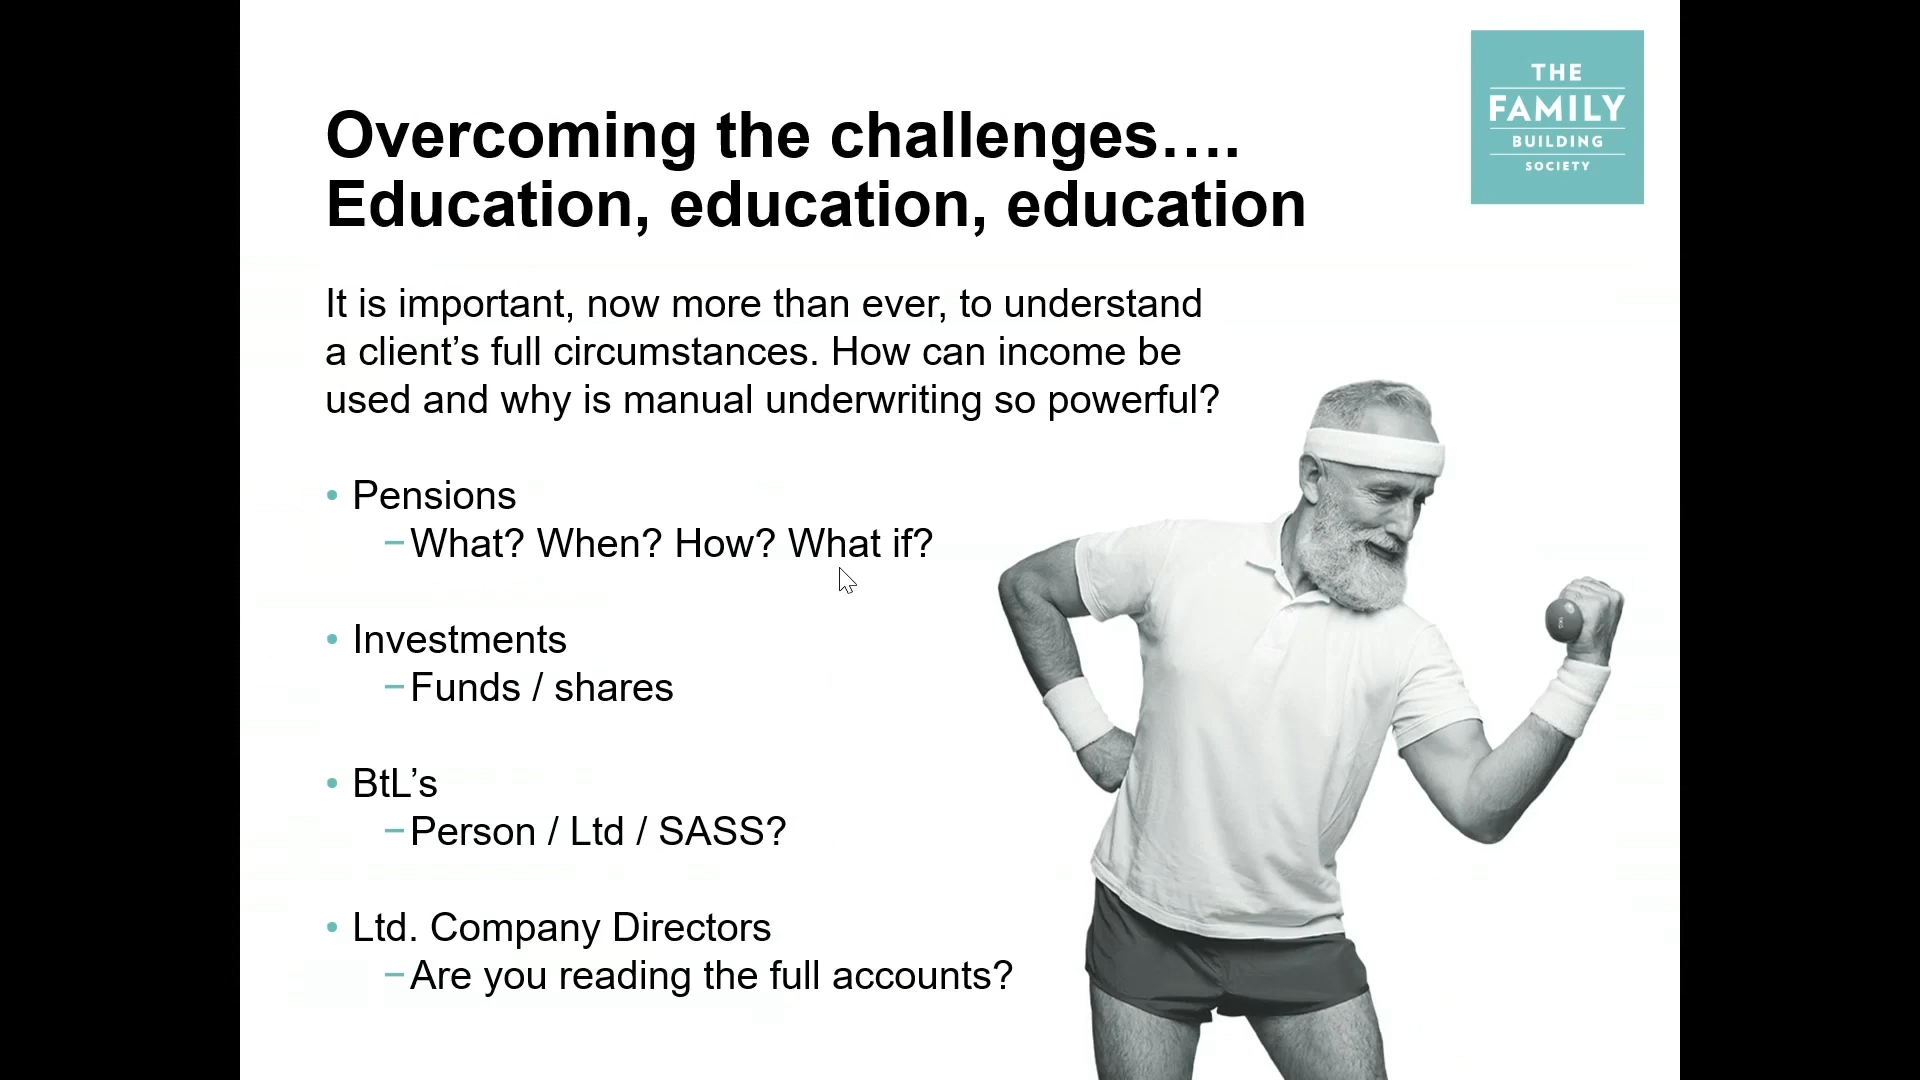 THE
FAMILY
BUILDING
SOCIETY
Overcoming the challenges….
Education, education, education
It is important, now more than ever, to understand
a client’s full circumstances. How can income be
used and why is manual underwriting so powerful?
• Pensions
–What? When? How? What if?
• Investments
–Funds / shares
• BtL’s
–Person / Ltd / SASS?
• Ltd. Company Directors
–Are you reading the full accounts?